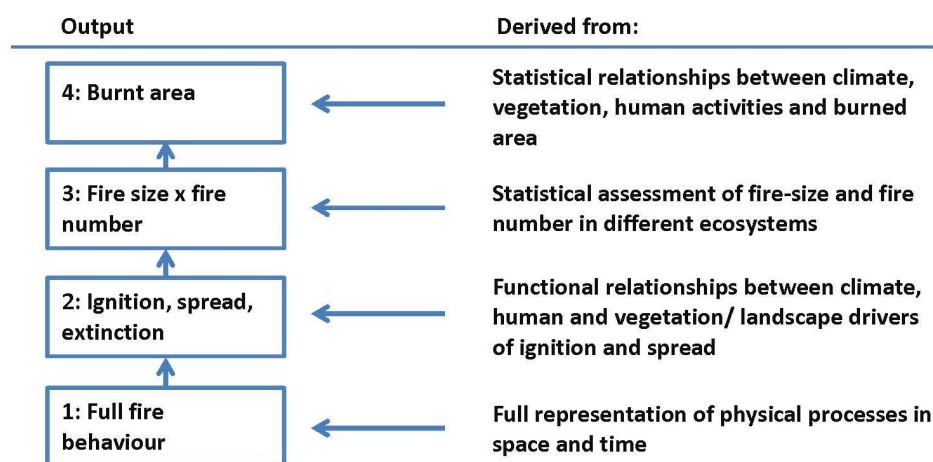 Output
Derived from:
4: Burnt area
Statistical relationships between climate,
vegetation, human activities and burned
area
3: Fire size x fire
number
Statistical assessment of fire-size and fire
number in different ecosystems
2: Ignition, spread,
extinction
Functional relationships between climate,
human and vegetation/ landscape drivers
of ignition and spread
1: Full fire
behaviour
Full representation of physical processes in
space and time